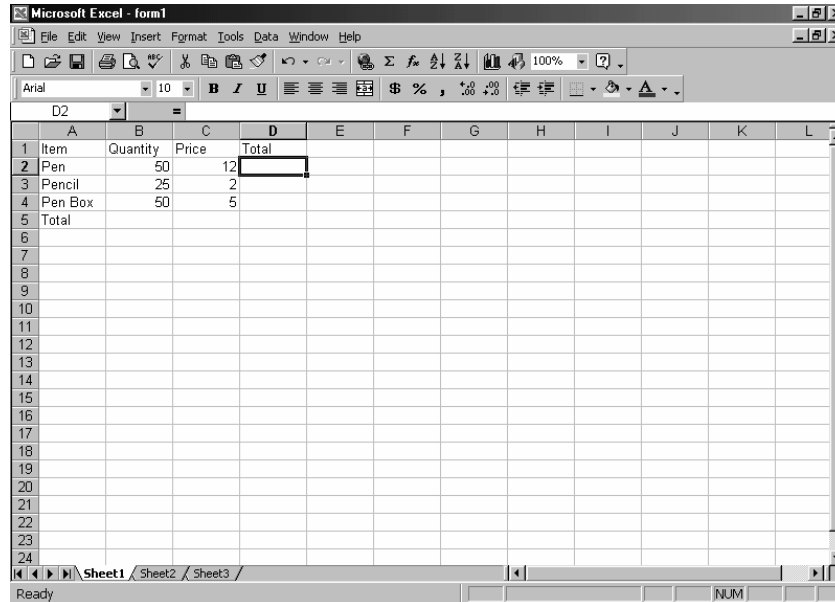 Microsoft Excel - form1
File Edit View Insert Format Tools Data Window Help
100%
Arial 10 B I U $ % ,
D2 =
A B C D E F G H I J K L
1 Item Quantity Price Total
2 Pen 50 12
3 Pencil 25 2
4 Pen Box 50 5
5 Total
6
7
8
9
10
11
12
13
14
15
16
17
18
19
20
21
22
23
24
Sheet1 Sheet2 Sheet3
Ready NUM